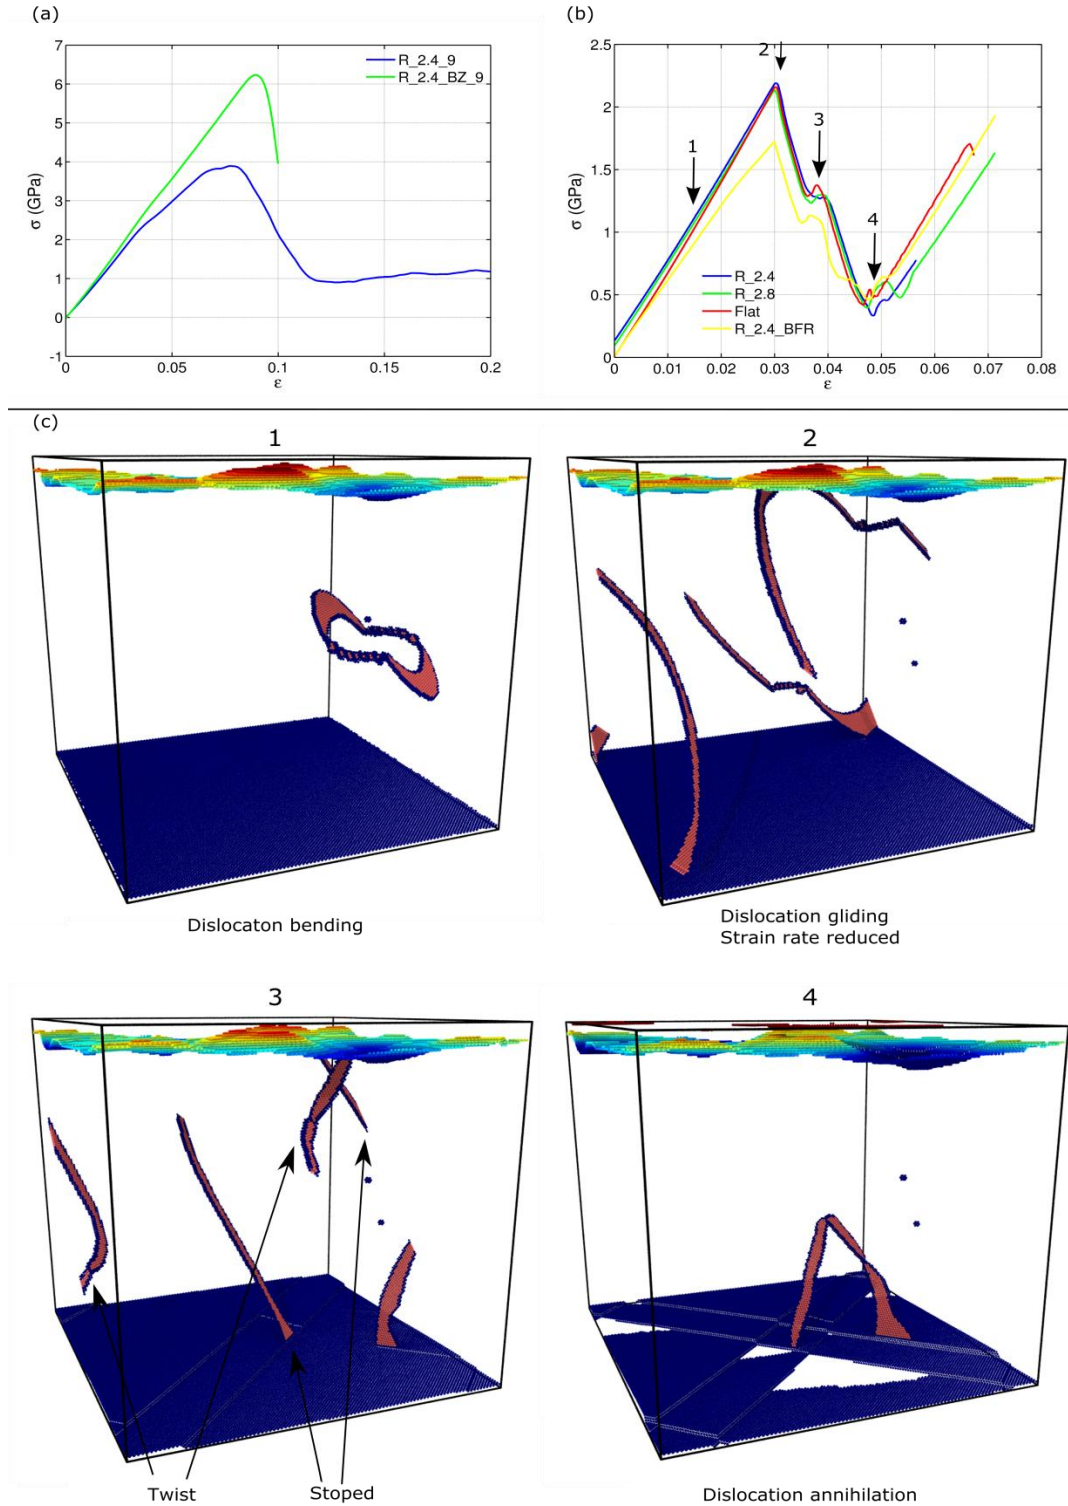 (a)
7
6
5
4
3
2
1
0
-1
σ (GPa)
0
0.05
0.1
0.15
0.2
ε
R_2.4_9
R_2.4_BZ_9
(b)
2.5
2
1.5
1
0.5
0
σ (GPa)
0
0.01
0.02
0.03
0.04
0.05
0.06
0.07
0.08
ε
1
2
3
4
R_2.4
R_2.8
Flat
R_2.4_BFR
(c)
1
Dislocaton bending
2
Dislocation gliding
Strain rate reduced
3
Twist
Stoped
4
Dislocation annihilation